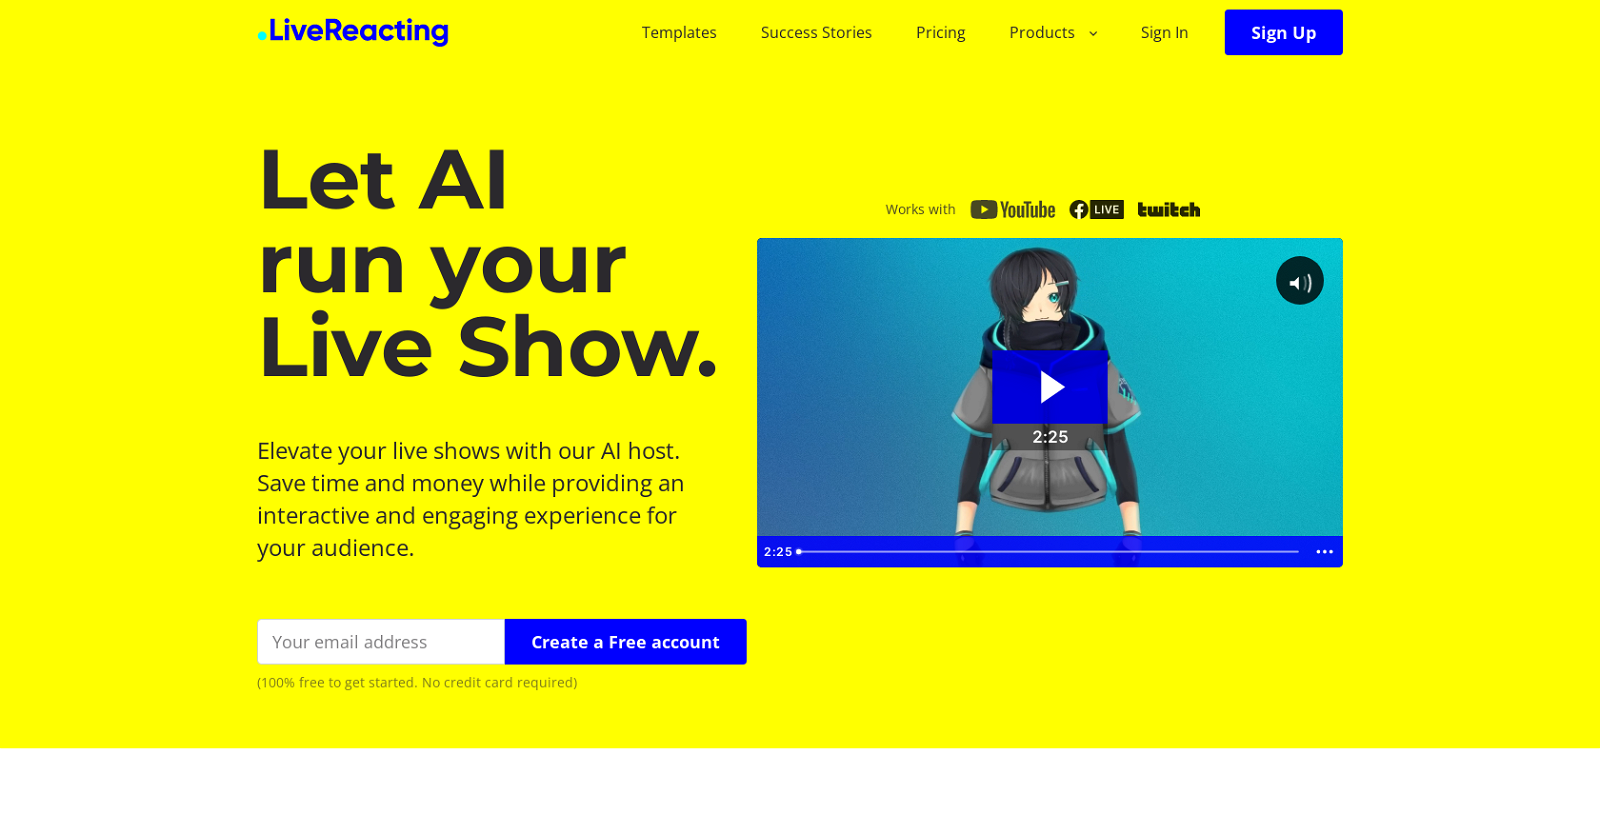 LiveReacting
Templates
Success Stories
Pricing
Products
Sign In
Sign Up
Let AI
run your
Live Show.
Elevate your live shows with our AI host.
Save time and money while providing an
interactive and engaging experience for
your audience.
Your email address
Create a Free account
(100% free to get started. No credit card required)
Works with
YouTube
LIVE
twitch
2:25
2:25